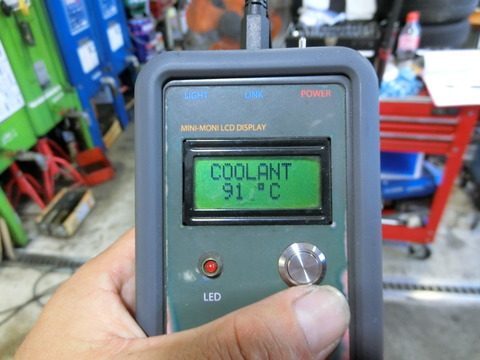 LIGHT LINK POWER
MINI-MONI LCD DISPLAY
COOLANT
91 °C
LED